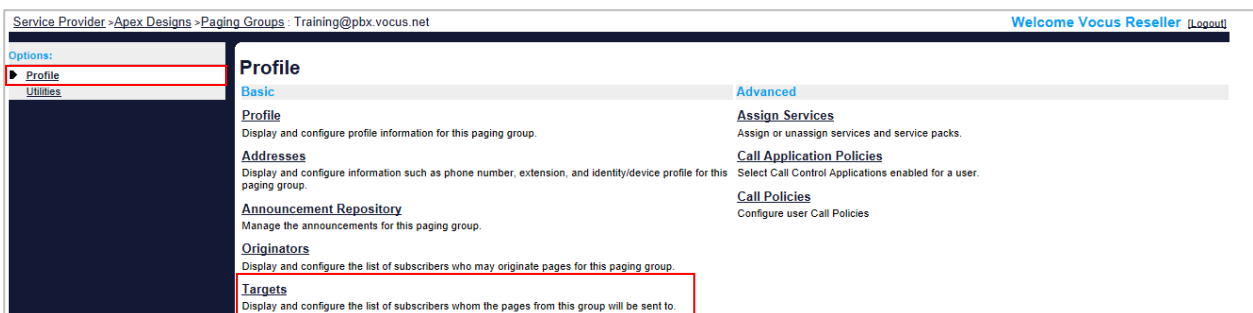 Service Provider >Apex Designs >Paging Groups : Training@pbx.vocus.net
Welcome Vocus Reseller [Logout]
Options:
Profile
Utilities
Profile
Basic
Profile
Display and configure profile information for this paging group.
Addresses
Display and configure information such as phone number, extension, and identity/device profile for this
paging group.
Announcement Repository
Manage the announcements for this paging group.
Originators
Display and configure the list of subscribers who may originate pages for this paging group.
Targets
Display and configure the list of subscribers whom the pages from this group will be sent to.
Advanced
Assign Services
Assign or unassign services and service packs.
Call Application Policies
Select Call Control Applications enabled for a user.
Call Policies
Configure user Call Policies